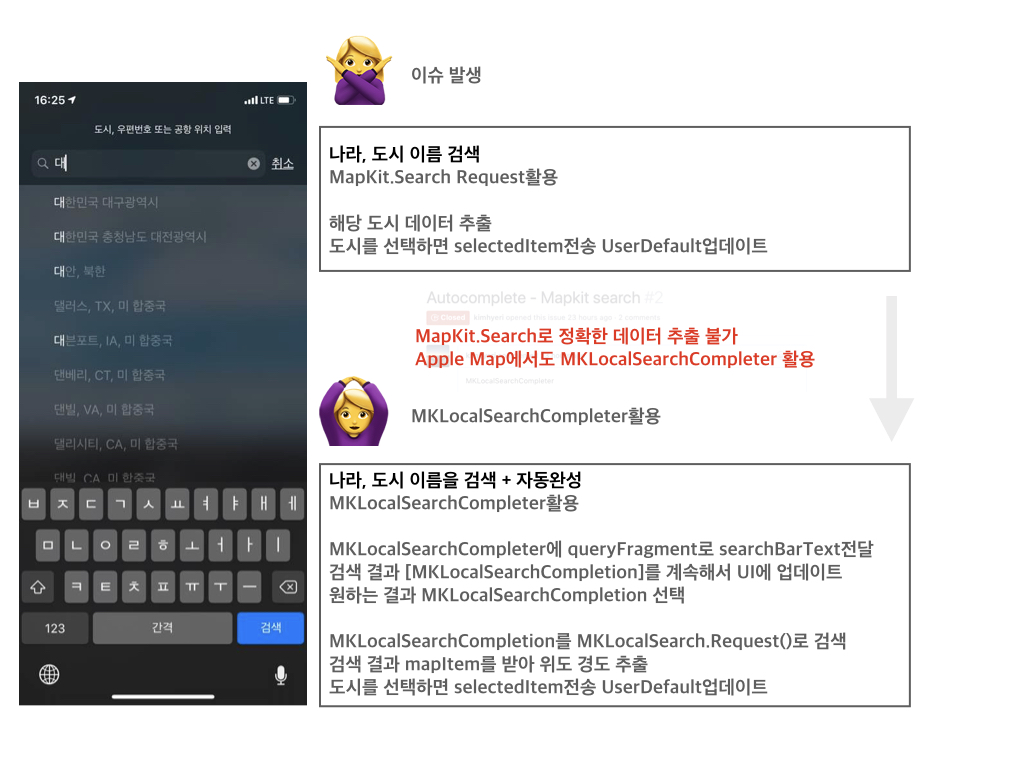 이슈 발생
16:25
LTE
도시, 우편번호 또는 공항 위치 입력
대
취소
대한민국 대구광역시
대한민국 충청남도 대전광역시
대안, 북한
댈러스, TX, 미 합중국
대븐포트, IA, 미 합중국
댄베리, CT, 미 합중국
댄빌, VA, 미 합중국
댈리시티, CA, 미 합중국
댄빌, CA, 미 합중국
ㅂ ㅈ ㄷ ㄱ ㅅ ㅛ ㅕ ㅑ ㅐ ㅔ
ㅁ ㄴ ㅇ ㄹ ㅎ ㅗ ㅓ ㅏ ㅣ
ㅋ ㅌ ㅊ ㅍ ㅠ ㅜ ㅡ
123 간격 검색
나라, 도시 이름 검색
MapKit.Search Request활용
해당 도시 데이터 추출
도시를 선택하면 selectedItem전송 UserDefault업데이트
Autocomplete - Mapkit search #2
Closed kimhyeri opened this issue 23 hours ago · 2 comments
MapKit.Search로 정확한 데이터 추출 불가
Apple Map에서도 MKLocalSearchCompleter 활용
MKLocalSearchCompleter
MKLocalSearchCompleter활용
나라, 도시 이름을 검색 + 자동완성
MKLocalSearchCompleter활용
MKLocalSearchCompleter에 queryFragment로 searchBarText전달
검색 결과 [MKLocalSearchCompletion]를 계속해서 UI에 업데이트
원하는 결과 MKLocalSearchCompletion 선택
MKLocalSearchCompletion를 MKLocalSearch.Request()로 검색
검색 결과 mapItem를 받아 위도 경도 추출
도시를 선택하면 selectedItem전송 UserDefault업데이트